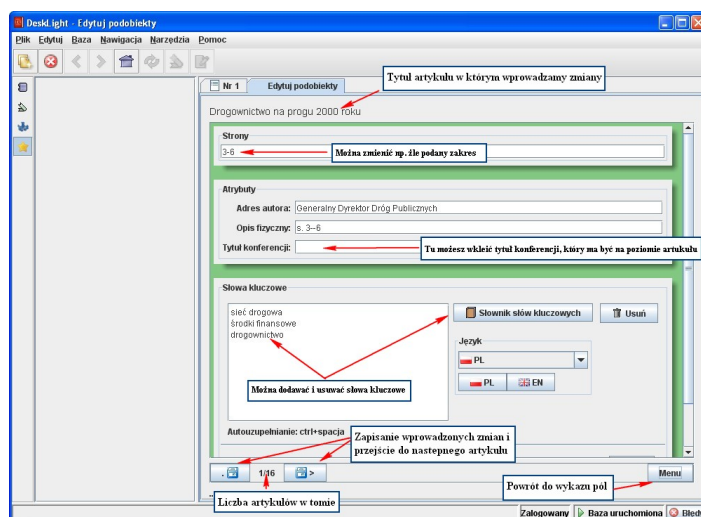 DeskLight - Edytuj podobiekty
Plik Edytuj Baza Nawigacja Narzędzia Pomoc
Nr 1 Edytuj podobiekty
Tytuł artykułu w którym wprowadzamy zmiany
Drogownictwo na progu 2000 roku
Strony
3-6
Można zmienić np. źle podany zakres
Atrybuty
Adres autora: Generalny Dyrektor Dróg Publicznych
Opis fizyczny: s. 3--6
Tytuł konferencji:
Tu możesz wkleić tytuł konferencji, który ma być na poziomie artukułu
Słowa kluczowe
sieć drogowa
środki finansowe
drogownictwo
Słownik słów kluczowych Usuń
Język
PL
PL EN
Można dodawać i usuwać słowa kluczowe
Autouzupełnianie: ctrl+spacja
Zapisanie wprowadzonych zmian i
przejście do nastepnego artykułu
. 1/16 > Menu
Powrót do wykazu pól
Liczba artykułów w tomie
Zalogowany Baza uruchomiona Błędy